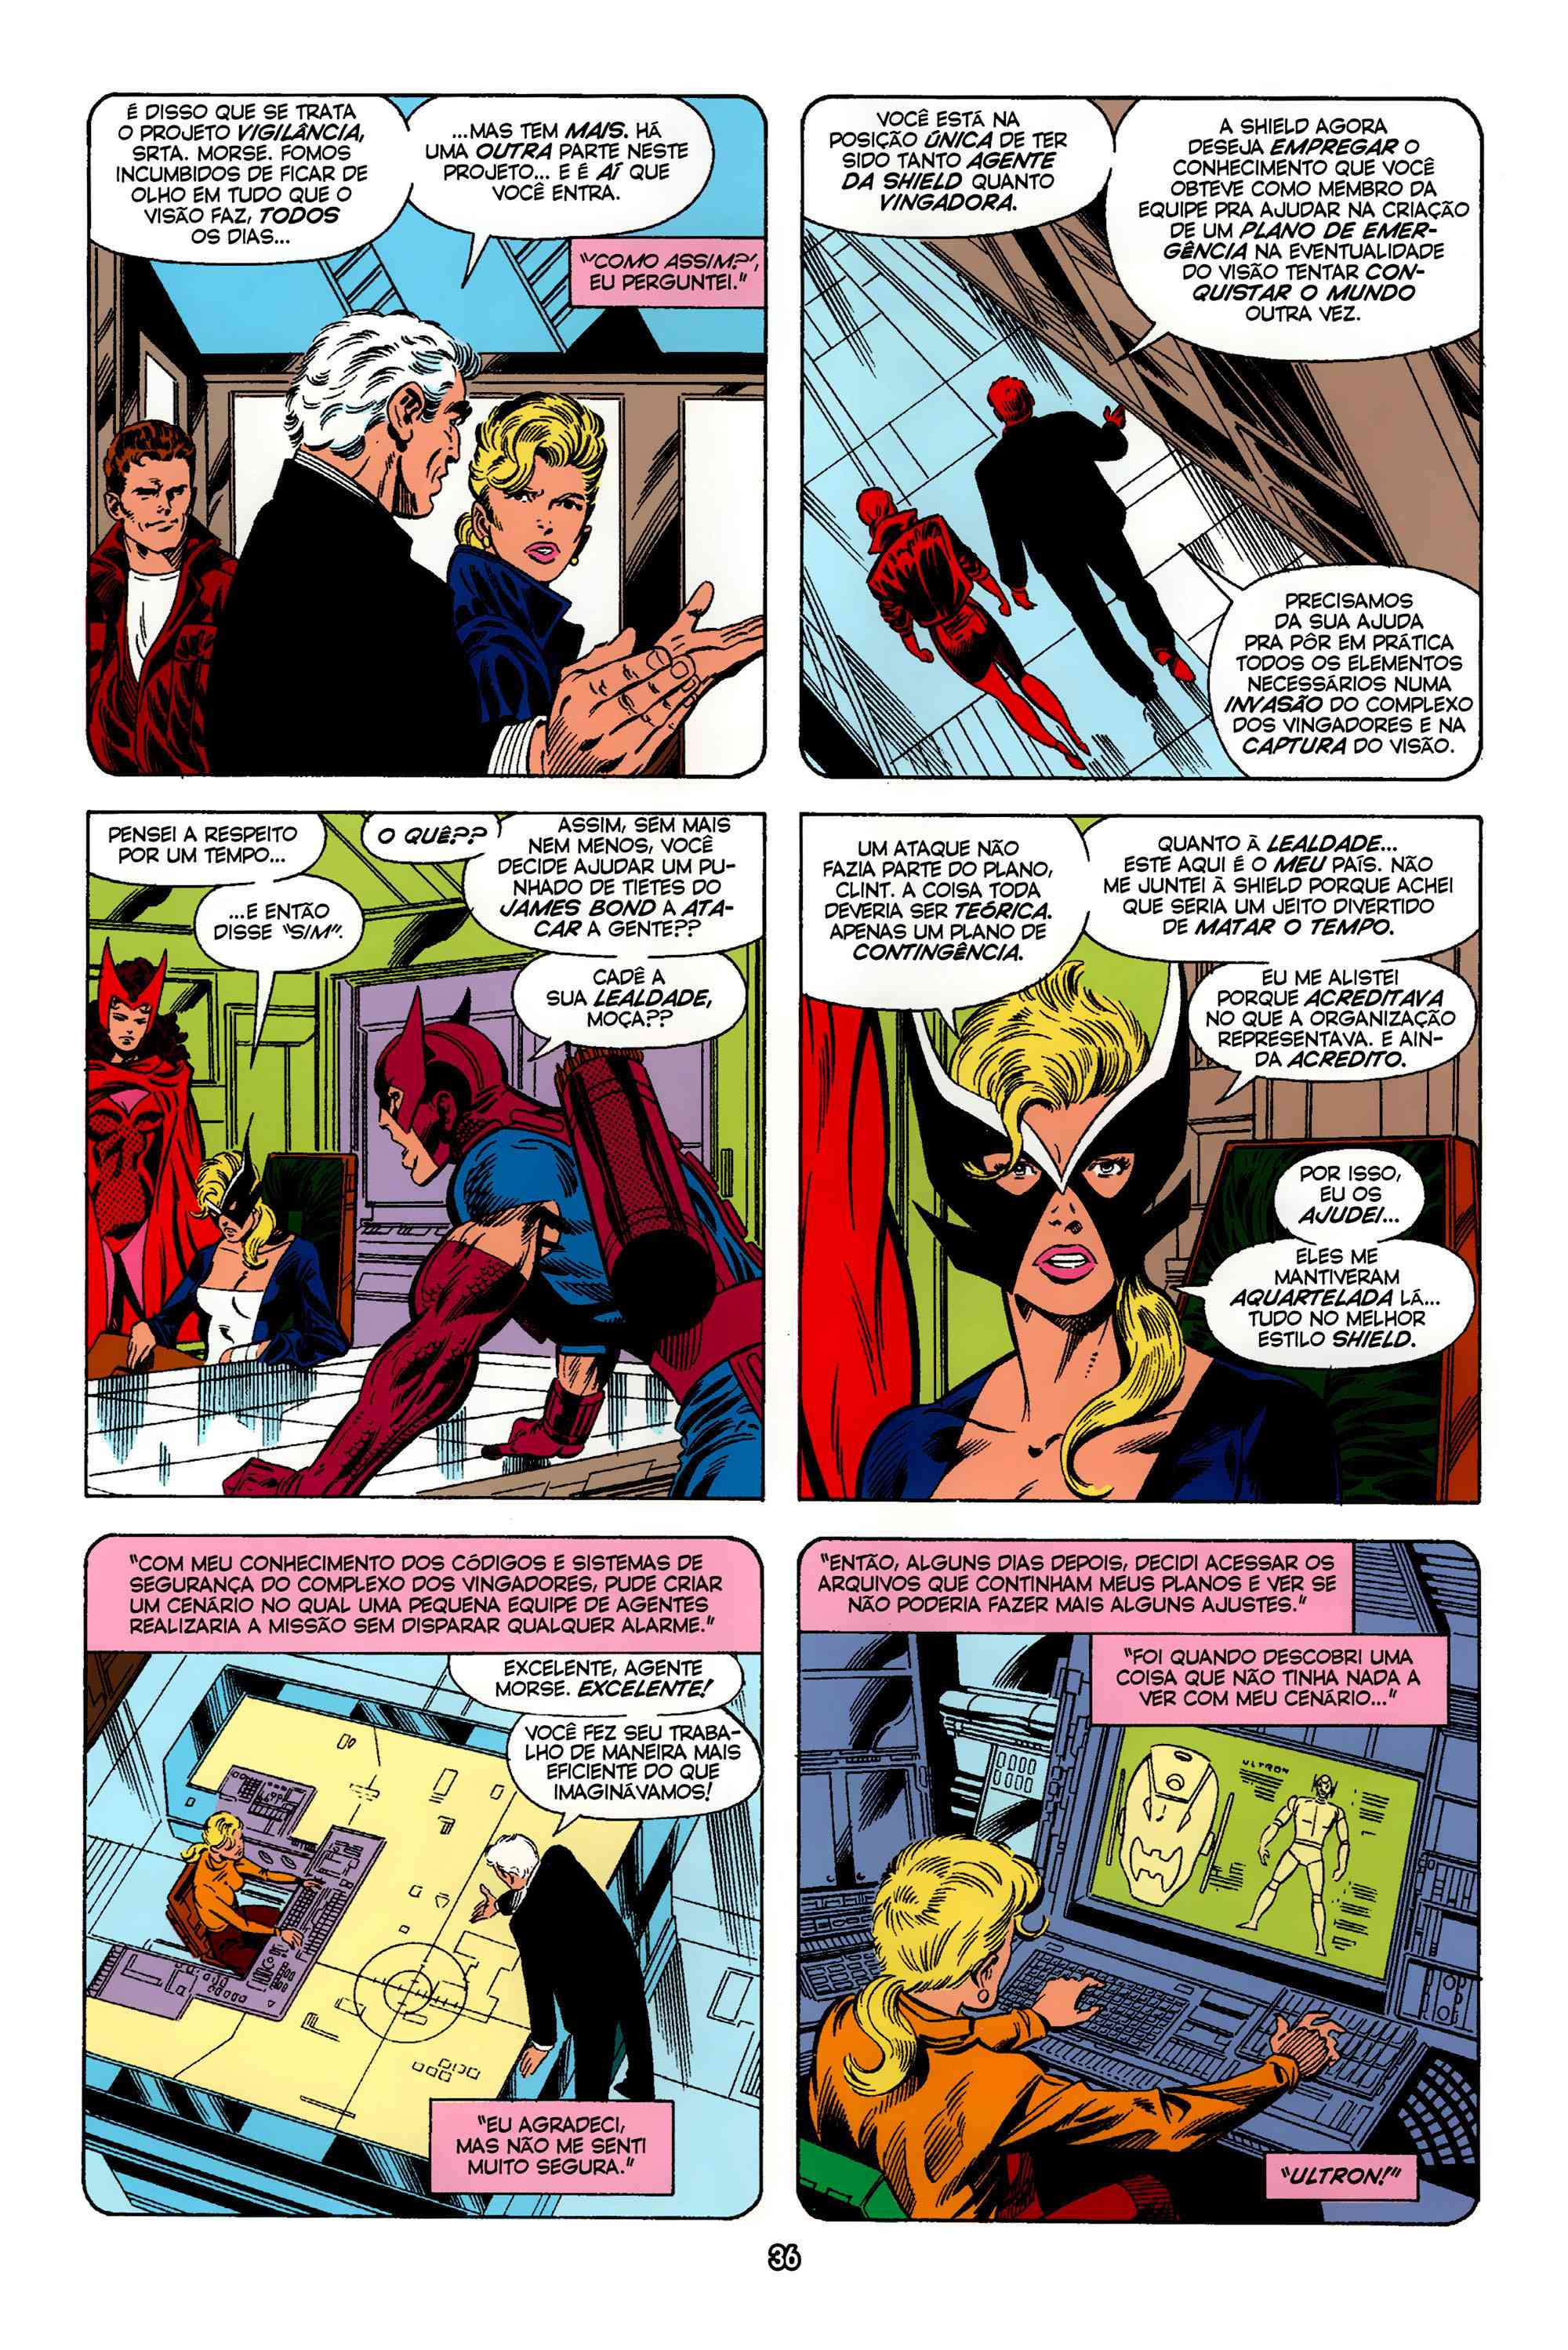 É DISSO QUE SE TRATA
O PROJETO VIGILÂNCIA,
SRTA. MORSE. FOMOS
INCUMBIDOS DE FICAR DE
OLHO EM TUDO QUE O
VISÃO FAZ, TODOS
OS DIAS...
...MAS TEM MAIS. HÁ
UMA OUTRA PARTE NESTE
PROJETO... E É AÍ QUE
VOCÊ ENTRA.
"'COMO ASSIM?',
EU PERGUNTEI."
VOCÊ ESTÁ NA
POSIÇÃO ÚNICA DE TER
SIDO TANTO AGENTE
DA SHIELD QUANTO
VINGADORA.
A SHIELD AGORA
DESEJA EMPREGAR O
CONHECIMENTO QUE VOCÊ
OBTEVE COMO MEMBRO DA
EQUIPE PRA AJUDAR NA CRIAÇÃO
DE UM PLANO DE EMER-
GÊNCIA NA EVENTUALIDADE
DO VISÃO TENTAR CON-
QUISTAR O MUNDO
OUTRA VEZ.
PRECISAMOS
DA SUA AJUDA
PRA PÔR EM PRÁTICA
TODOS OS ELEMENTOS
NECESSÁRIOS NUMA
INVASÃO DO COMPLEXO
DOS VINGADORES E NA
CAPTURA DO VISÃO.
PENSEI A RESPEITO
POR UM TEMPO...
...E ENTÃO
DISSE "SIM".
O QUÊ??
ASSIM, SEM MAIS
NEM MENOS, VOCÊ
DECIDE AJUDAR UM PU-
NHADO DE TIETES DO
JAMES BOND A ATA-
CAR A GENTE??
CADÊ A
SUA LEALDADE,
MOÇA??
UM ATAQUE NÃO
FAZIA PARTE DO PLANO,
CLINT. A COISA TODA
DEVERIA SER TEÓRICA.
APENAS UM PLANO DE
CONTINGÊNCIA.
QUANTO À LEALDADE...
ESTE AQUI É O MEU PAÍS. NÃO
ME JUNTEI À SHIELD PORQUE ACHEI
QUE SERIA UM JEITO DIVERTIDO
DE MATAR O TEMPO.
EU ME ALISTEI
PORQUE ACREDITAVA
NO QUE A ORGANIZAÇÃO
REPRESENTAVA. E AIN-
DA ACREDITO.
POR ISSO,
EU OS
AJUDEI...
ELES ME
MANTIVERAM
AQUARTELADA LÁ...
TUDO NO MELHOR
ESTILO SHIELD.
"COM MEU CONHECIMENTO DOS CÓDIGOS E SISTEMAS DE
SEGURANÇA DO COMPLEXO DOS VINGADORES, PUDE CRIAR
UM CENÁRIO NO QUAL UMA PEQUENA EQUIPE DE AGENTES
REALIZARIA A MISSÃO SEM DISPARAR QUALQUER ALARME."
EXCELENTE, AGENTE
MORSE. EXCELENTE!
VOCÊ FEZ SEU TRABA-
LHO DE MANEIRA MAIS
EFICIENTE DO QUE
IMAGINÁVAMOS!
"EU AGRADECI,
MAS NÃO ME SENTI
MUITO SEGURA."
"ENTÃO, ALGUNS DIAS DEPOIS, DECIDI ACESSAR OS
ARQUIVOS QUE CONTINHAM MEUS PLANOS E VER SE
NÃO PODERIA FAZER MAIS ALGUNS AJUSTES."
"FOI QUANDO DESCOBRI UMA
COISA QUE NÃO TINHA NADA A
VER COM MEU CENÁRIO..."
ULTRON
"ULTRON!"
36